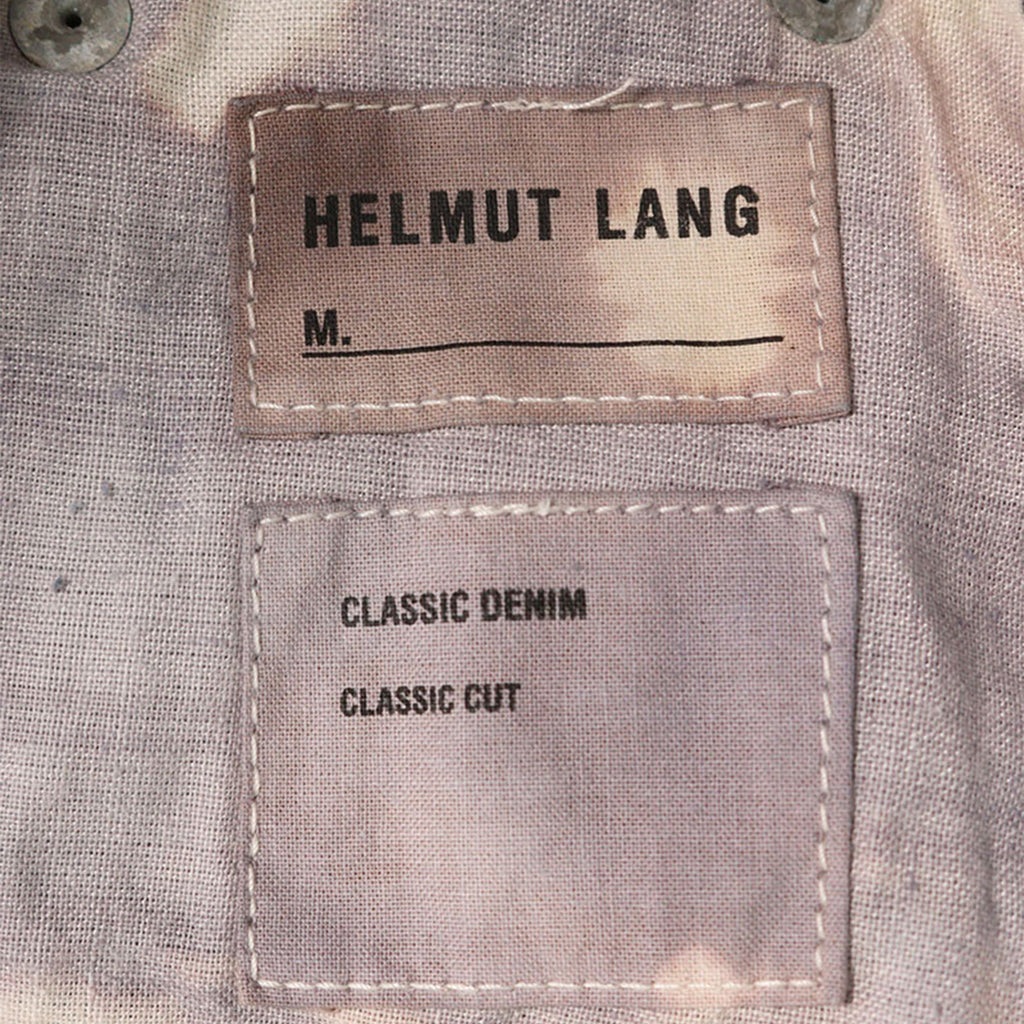 HELMUT LANG
M.
CLASSIC DENIM
CLASSIC CUT